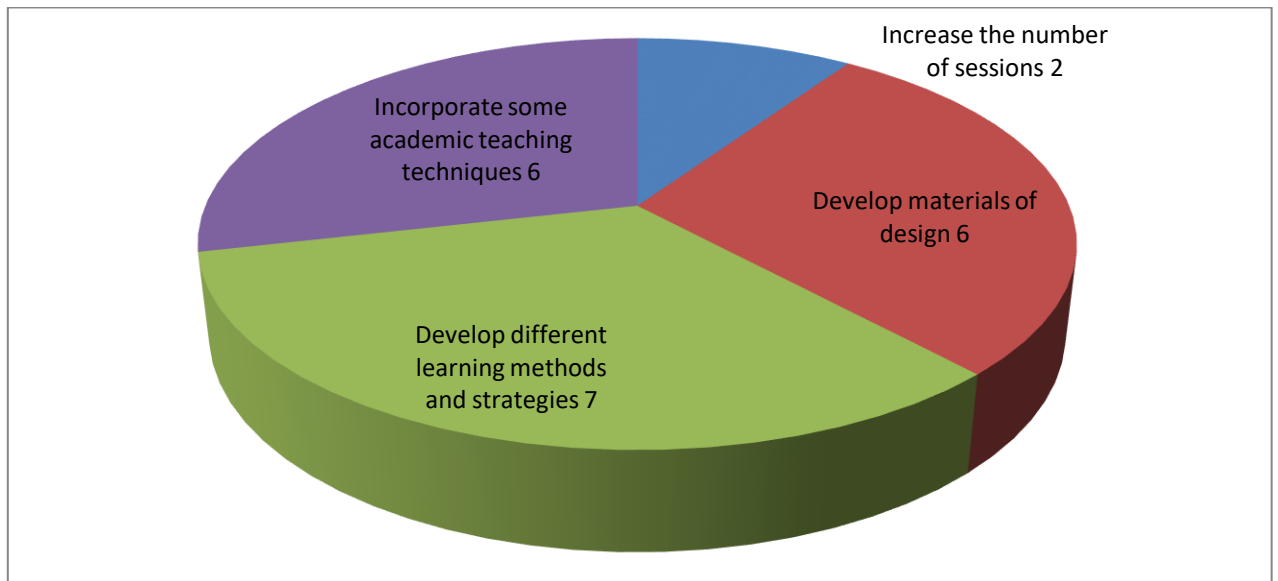 Increase the number
of sessions 2
Incorporate some
academic teaching
techniques 6
Develop materials of
design 6
Develop different
learning methods
and strategies 7